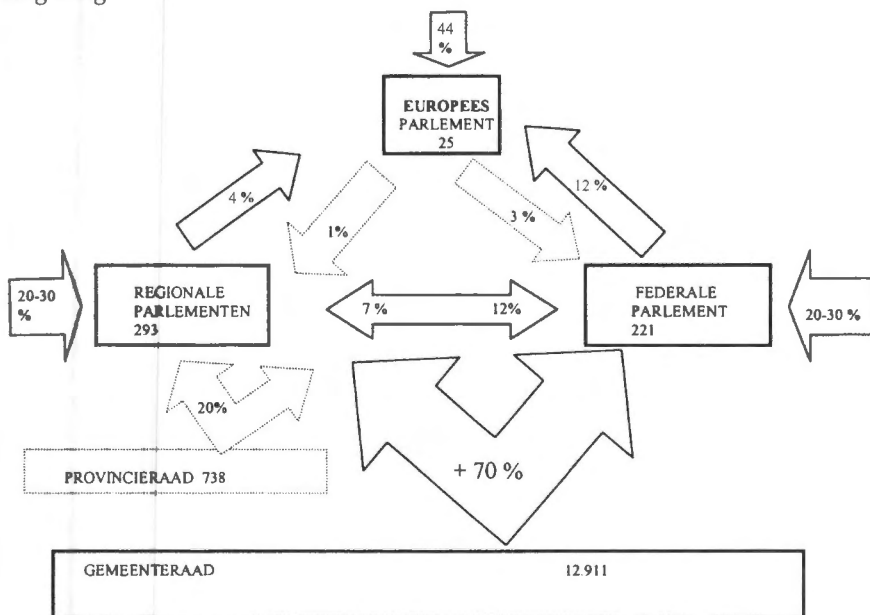 44
%
EUROPEES
PARLEMENT
25
4 %
1%
3 %
12 %
20-30
%
REGIONALE
PARLEMENTEN
293
7 %
12%
FEDERALE
PARLEMENT
221
20-30 %
20%
+ 70 %
PROVINCIERAAD 738
GEMEENTERAAD 12.911